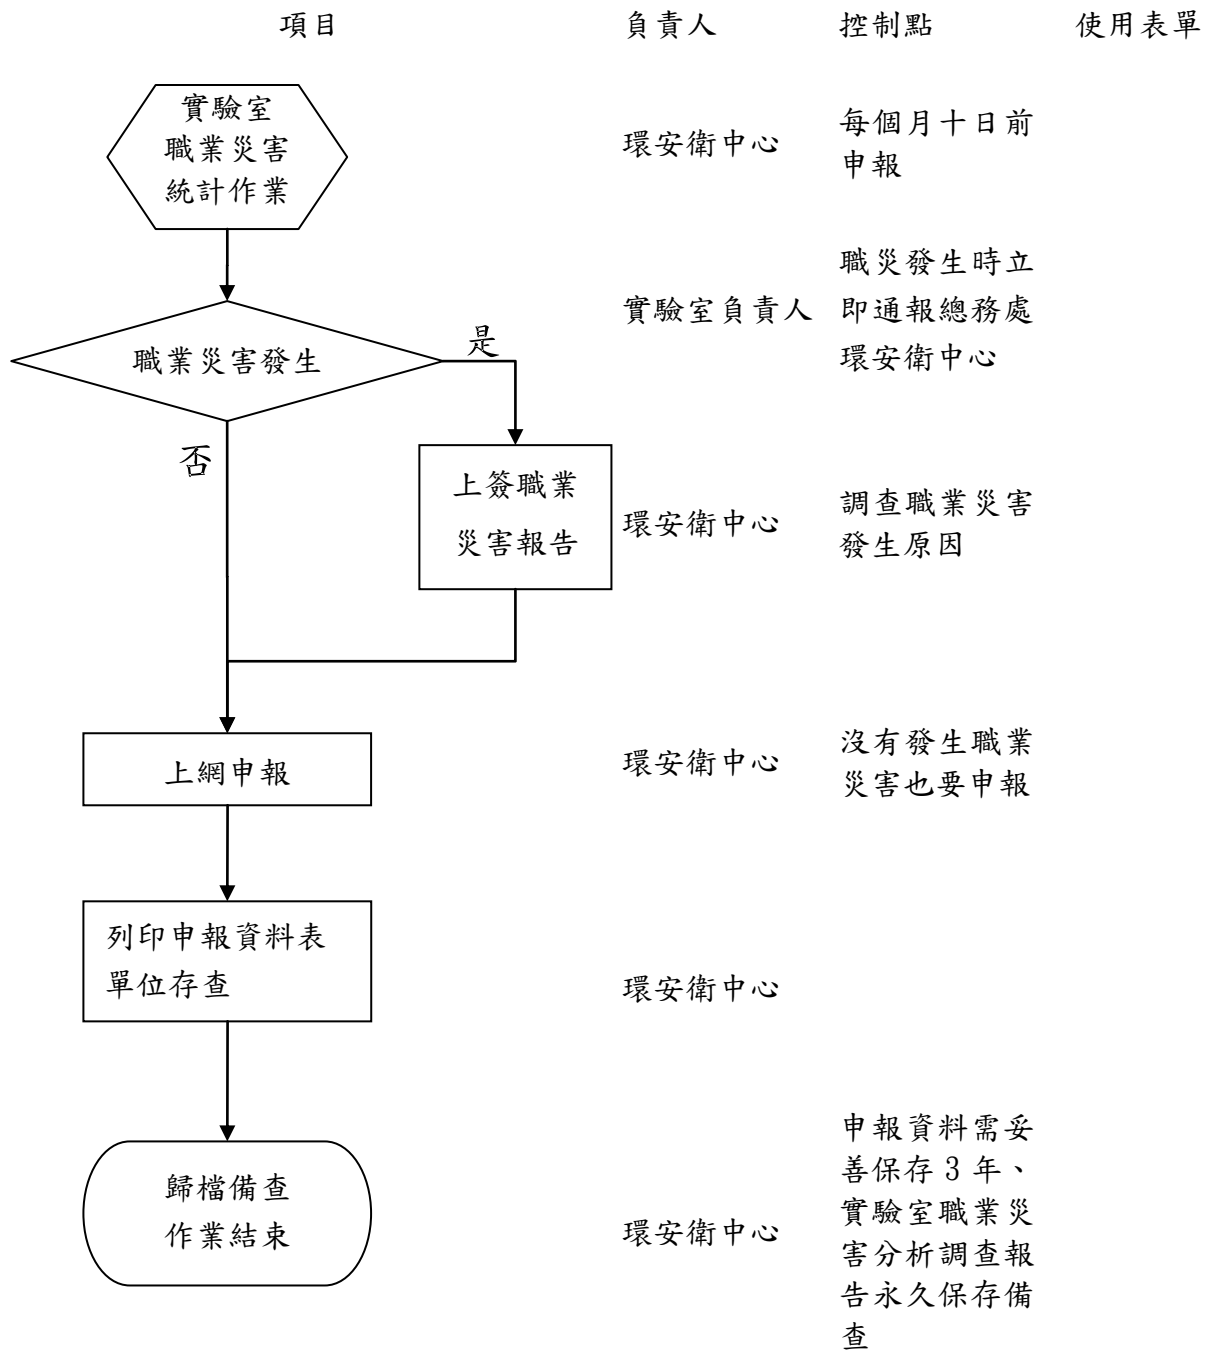 項目 負責人 控制點 使用表單
實驗室
職業災害
統計作業
環安衛中心
每個月十日前
申報
職業災害發生
是
否
實驗室負責人
職災發生時立
即通報總務處
環安衛中心
上簽職業
災害報告
環安衛中心
調查職業災害
發生原因
上網申報
環安衛中心
沒有發生職業
災害也要申報
列印申報資料表
單位存查
環安衛中心
歸檔備查
作業結束
環安衛中心
申報資料需妥
善保存 3 年、
實驗室職業災
害分析調查報
告永久保存備
查